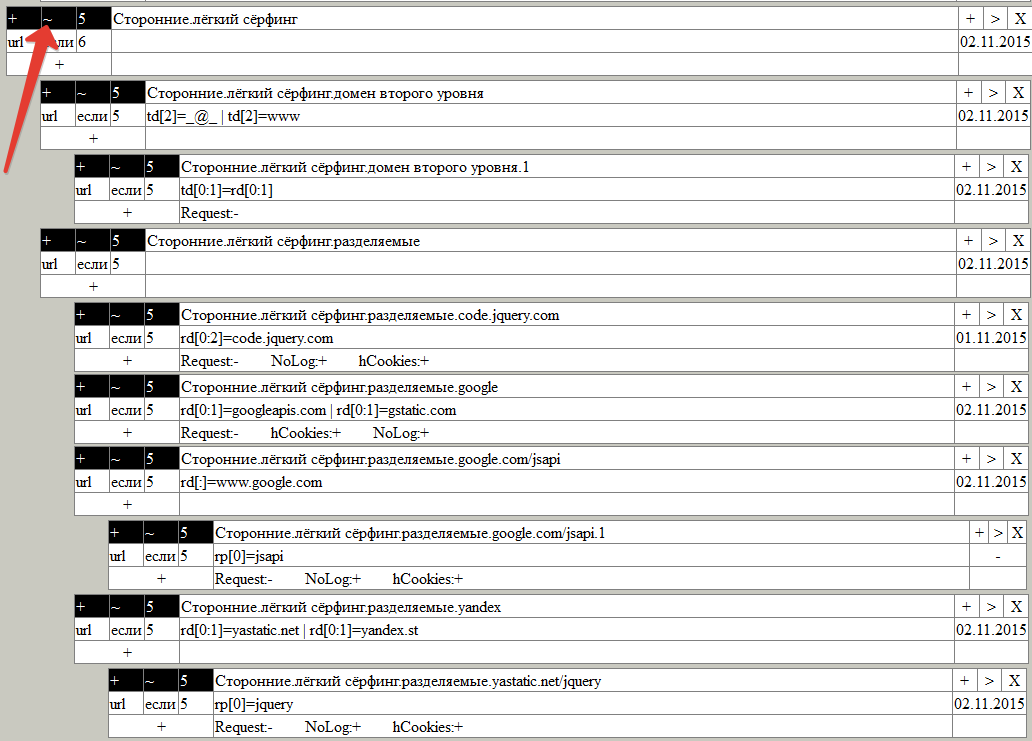 + ~ 5 Сторонние.лёгкий сёрфинг + > X
url если 6 02.11.2015
+
+ ~ 5 Сторонние.лёгкий сёрфинг.домен второго уровня + > X
url если 5 td[2]=_@_ | td[2]=www 02.11.2015
+
+ ~ 5 Сторонние.лёгкий сёрфинг.домен второго уровня.1 + > X
url если 5 td[0:1]=rd[0:1] 02.11.2015
+ Request:-
+ ~ 5 Сторонние.лёгкий сёрфинг.разделяемые + > X
url если 5 02.11.2015
+
+ ~ 5 Сторонние.лёгкий сёрфинг.разделяемые.code.jquery.com + > X
url если 5 rd[0:2]=code.jquery.com 01.11.2015
+ Request:- NoLog:+ hCookies:+
+ ~ 5 Сторонние.лёгкий сёрфинг.разделяемые.google + > X
url если 5 rd[0:1]=googleapis.com | rd[0:1]=gstatic.com 02.11.2015
+ Request:- hCookies:+ NoLog:+
+ ~ 5 Сторонние.лёгкий сёрфинг.разделяемые.google.com/jsapi + > X
url если 5 rd[:]=www.google.com 02.11.2015
+
+ ~ 5 Сторонние.лёгкий сёрфинг.разделяемые.google.com/jsapi.1 + > X
url если 5 rp[0]=jsapi -
+ Request:- NoLog:+ hCookies:+
+ ~ 5 Сторонние.лёгкий сёрфинг.разделяемые.yandex + > X
url если 5 rd[0:1]=yastatic.net | rd[0:1]=yandex.st 02.11.2015
+
+ ~ 5 Сторонние.лёгкий сёрфинг.разделяемые.yastatic.net/jquery + > X
url если 5 rp[0]=jquery 02.11.2015
+ Request:- NoLog:+ hCookies:+